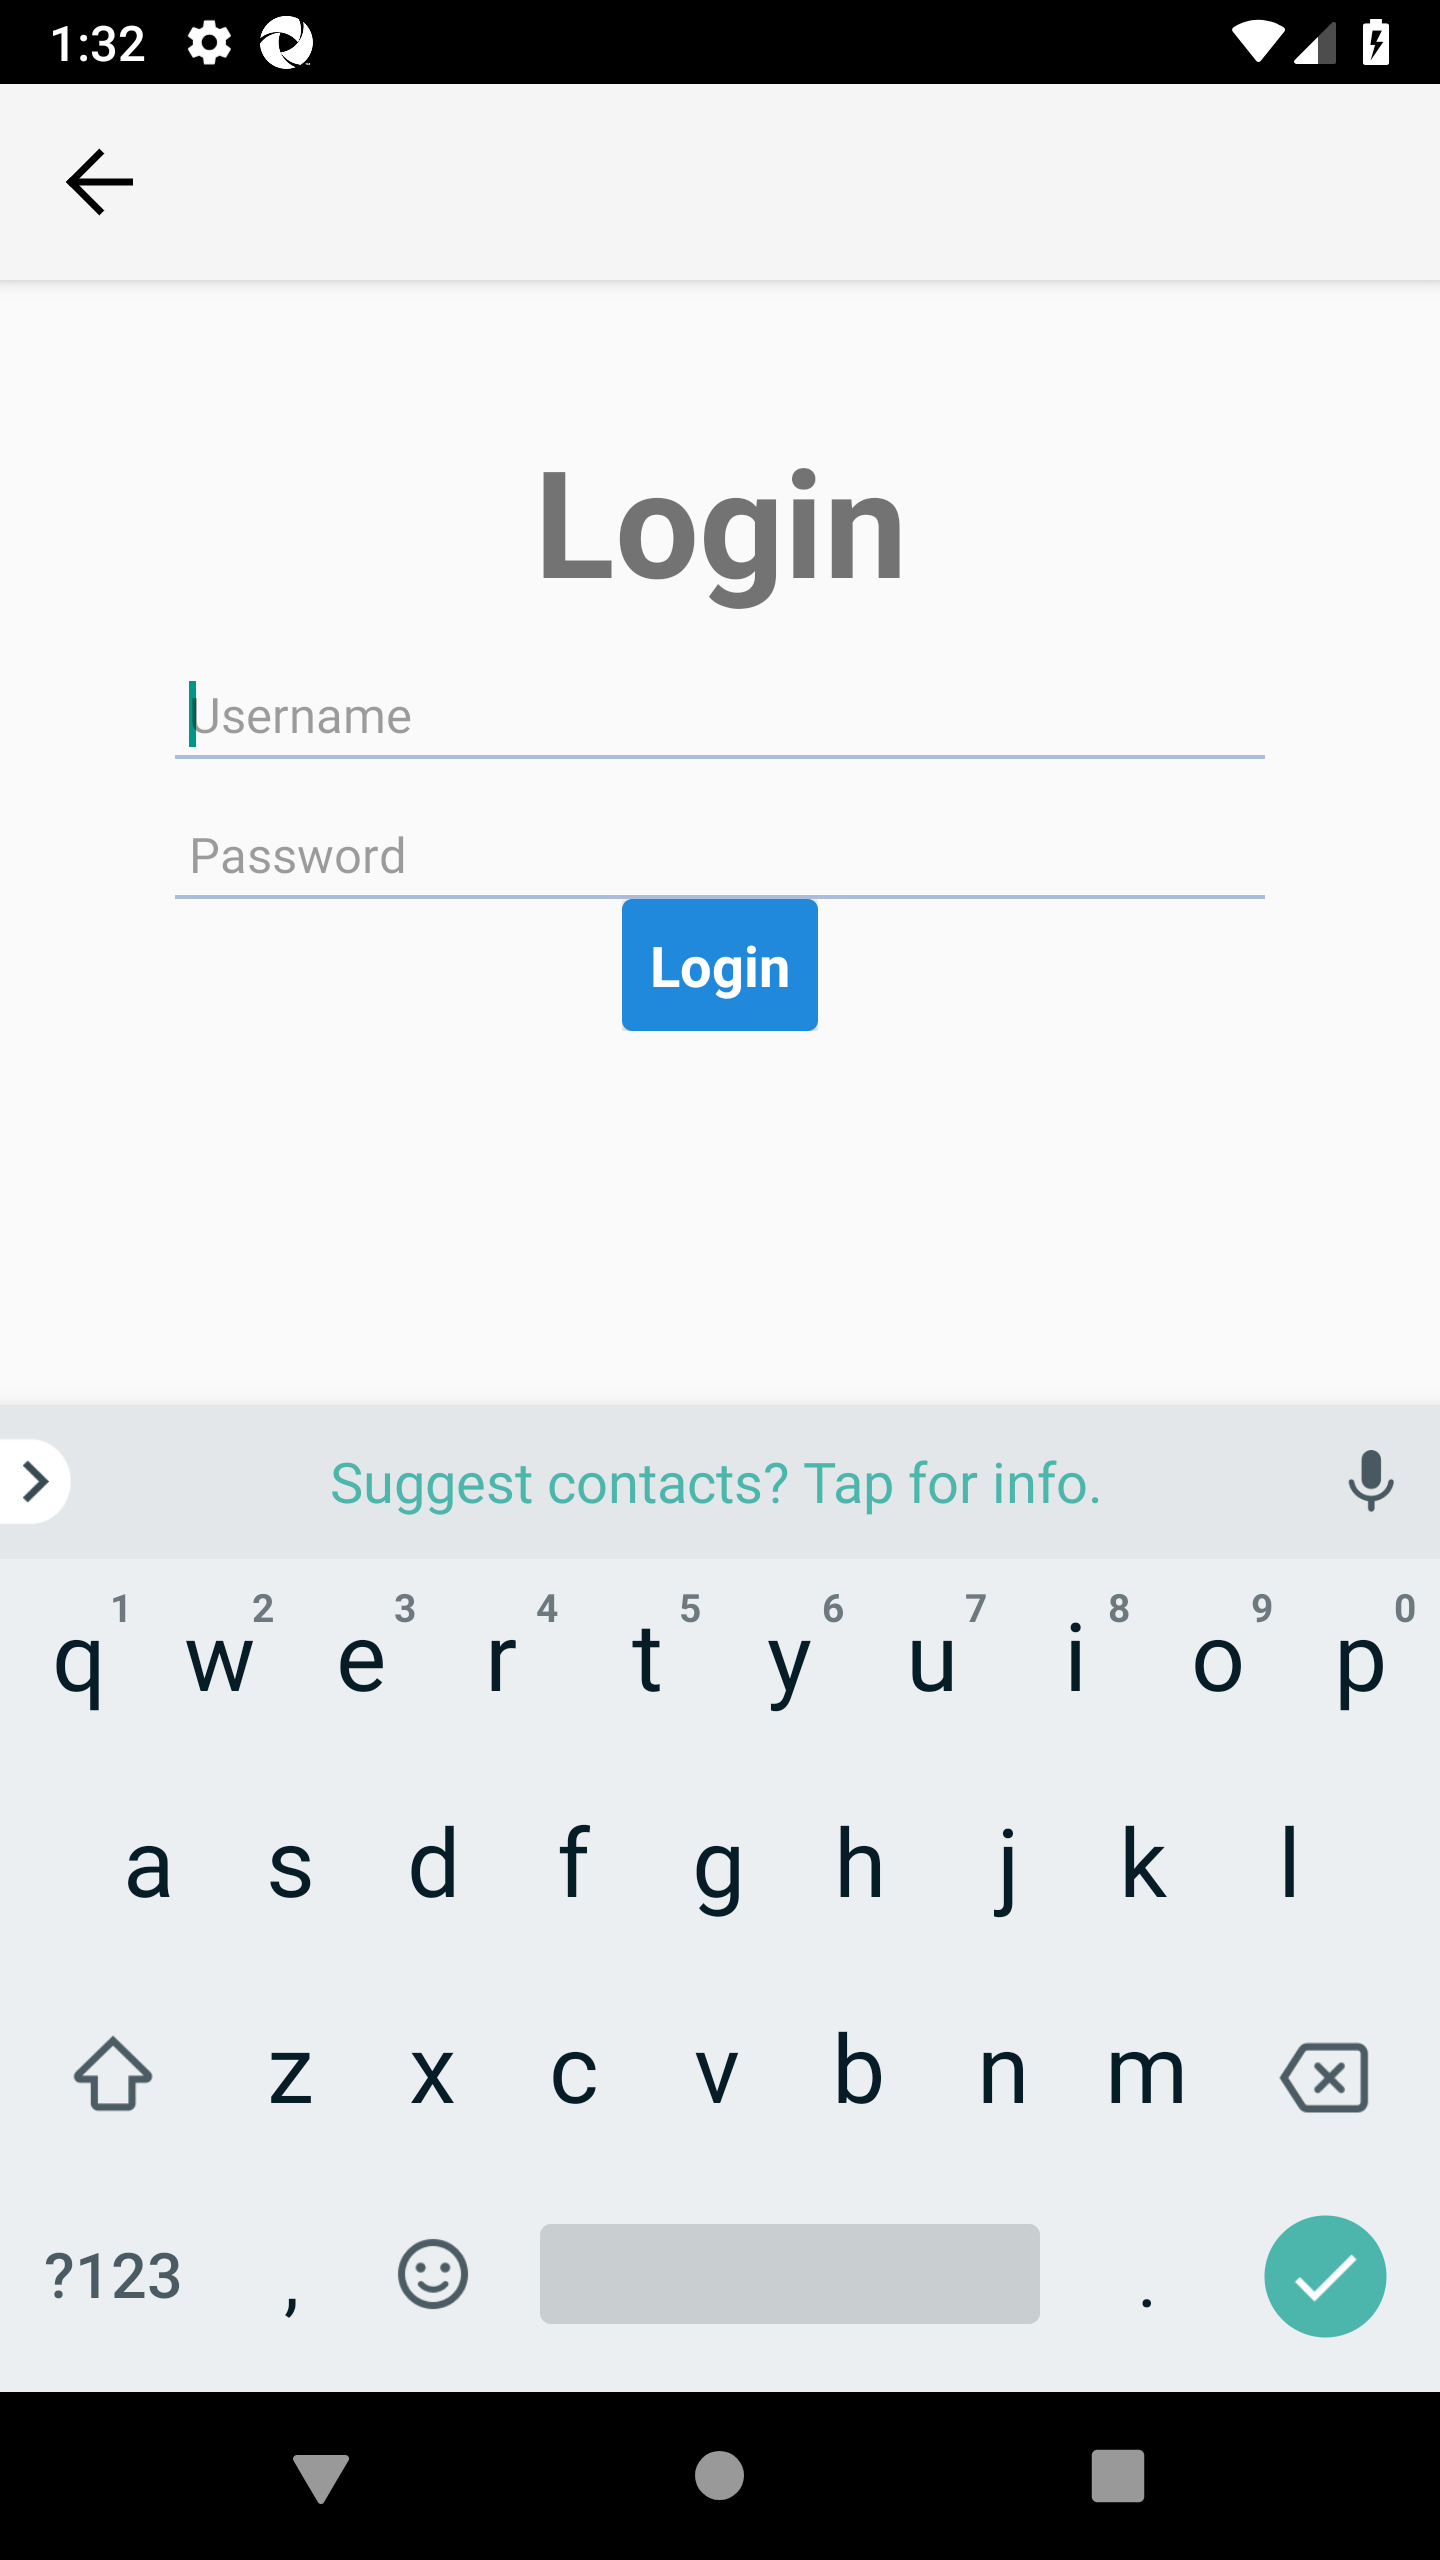 1:32
Login
Username
Password
Login
Suggest contacts? Tap for info.
1 2 3 4 5 6 7 8 9 0
q w e r t y u i o p
a s d f g h j k l
z x c v b n m
?123 , .